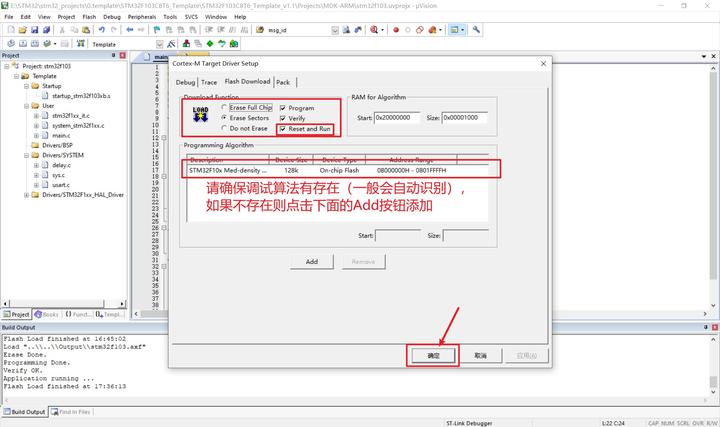 E:\STM32\stm32_projects\0.template\STM32F103C8T6_Template\STM32F103C8T6_Template_v1.1\Projects\MDK-ARM\stm32f103.uvprojx - µVision
File Edit View Project Flash Debug Peripherals Tools SVCS Window Help
msg_id
Template
Project
Project: stm32f103
Template
Startup
startup_stm32f103xb.s
User
stm32f1xx_it.c
system_stm32f1xx.c
main.c
Drivers/BSP
Drivers/SYSTEM
delay.c
sys.c
usart.c
Drivers/STM32F1xx_HAL_Driver
Project Books Funct... Templ...
Cortex-M Target Driver Setup
Debug Trace Flash Download Pack
Download Function
LOAD
Erase Full Chip
Erase Sectors
Do not Erase
Program
Verify
Reset and Run
RAM for Algorithm
Start: 0x20000000 Size: 0x00001000
Programming Algorithm
Description Device Size Device Type Address Range
STM32F10x Med-density ... 128k On-chip Flash 08000000H - 0801FFFFH
请确保调试算法有存在（一般会自动识别），
如果不存在则点击下面的Add按钮添加
Start: Size:
Add Remove
确定 取消 应用(A)
Build Output
Flash Load finished at 16:45:02
Load "..\\..\\Output\\stm32f103.axf"
Erase Done.
Programming Done.
Verify OK.
Application running ...
Flash Load finished at 17:36:13
Build Output Find In Files
ST-Link Debugger L:22 C:24 CAP NUM SCRL OVR R/W